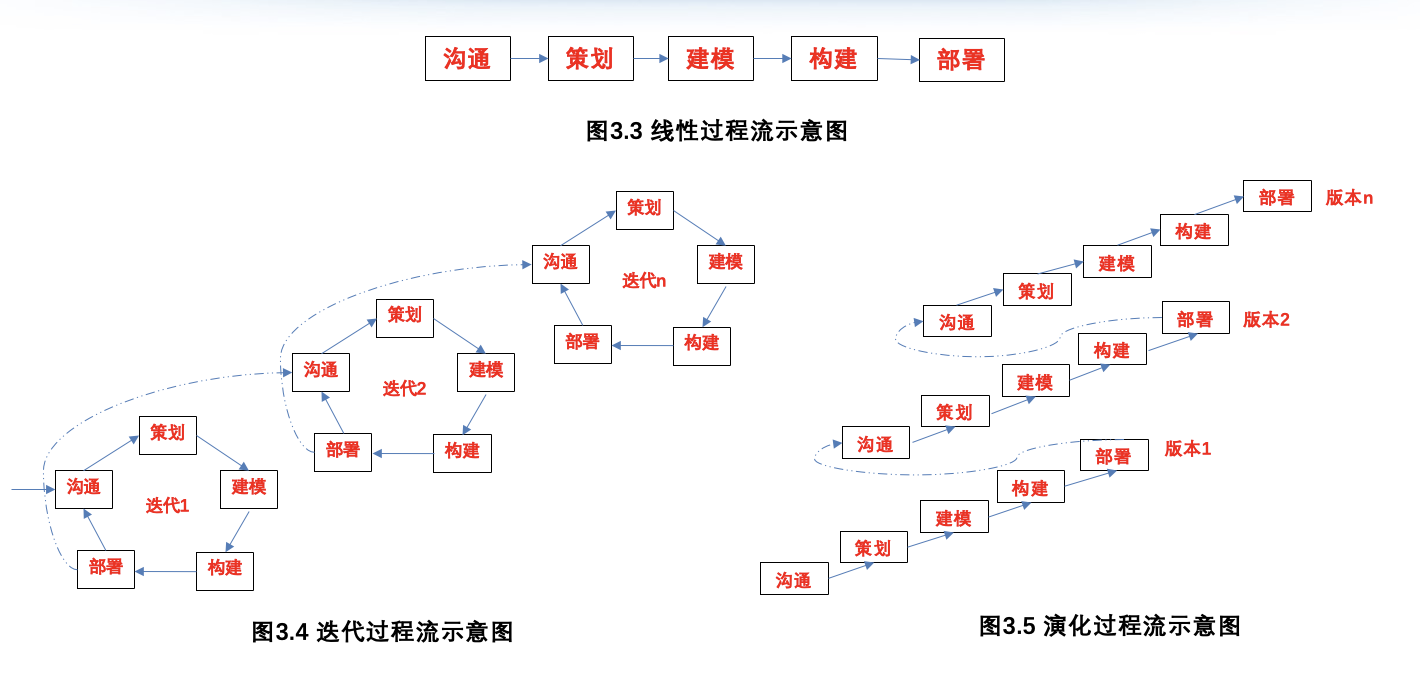 沟通 策划 建模 构建 部署
图3.3 线性过程流示意图
策划
沟通 建模
迭代n
部署 构建
策划
沟通 建模
迭代2
部署 构建
策划
沟通 建模
迭代1
部署 构建
图3.4 迭代过程流示意图
部署 版本n
构建
建模
策划
沟通
部署 版本2
构建
建模
策划
沟通
部署 版本1
构建
建模
策划
沟通
图3.5 演化过程流示意图